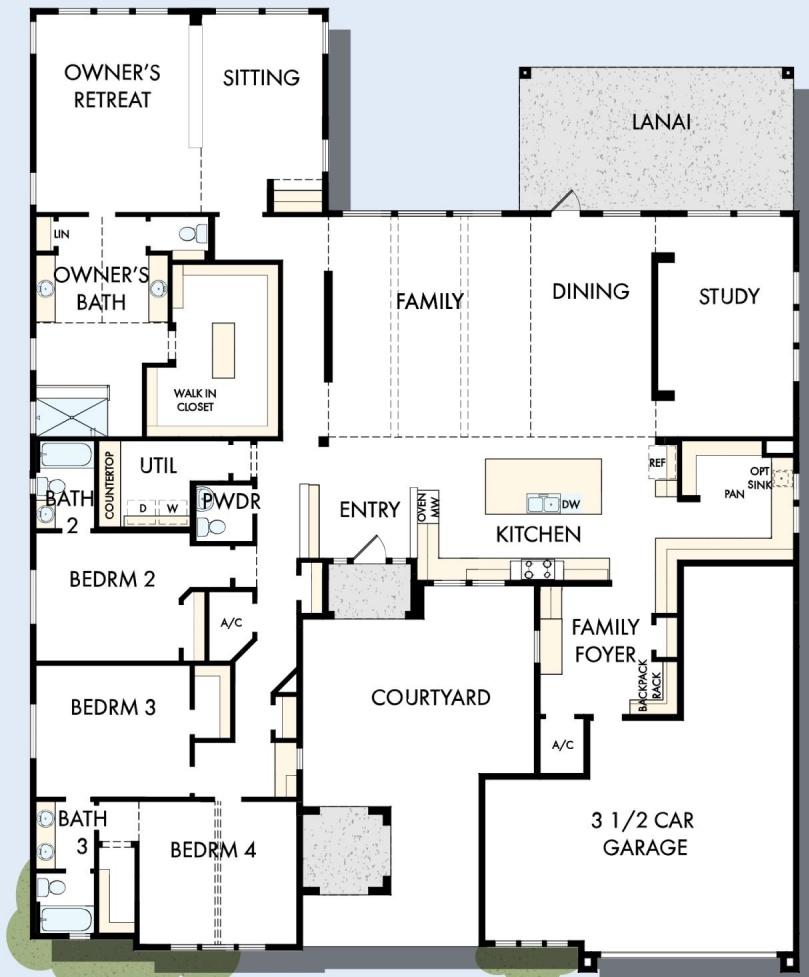 OWNER'S
RETREAT
SITTING
LANAI
LIN
OWNER'S
BATH
FAMILY
DINING
STUDY
WALK IN
CLOSET
COUNTERTOP
UTIL
D
W
BATH
2
PWDR
ENTRY
OVEN
MW
DW
KITCHEN
REF
PAN
OPT
SINK
BEDRM 2
A/C
FAMILY
FOYER
BACKPACK
RACK
BEDRM 3
COURTYARD
A/C
BATH
3
BEDRM 4
3 1/2 CAR
GARAGE